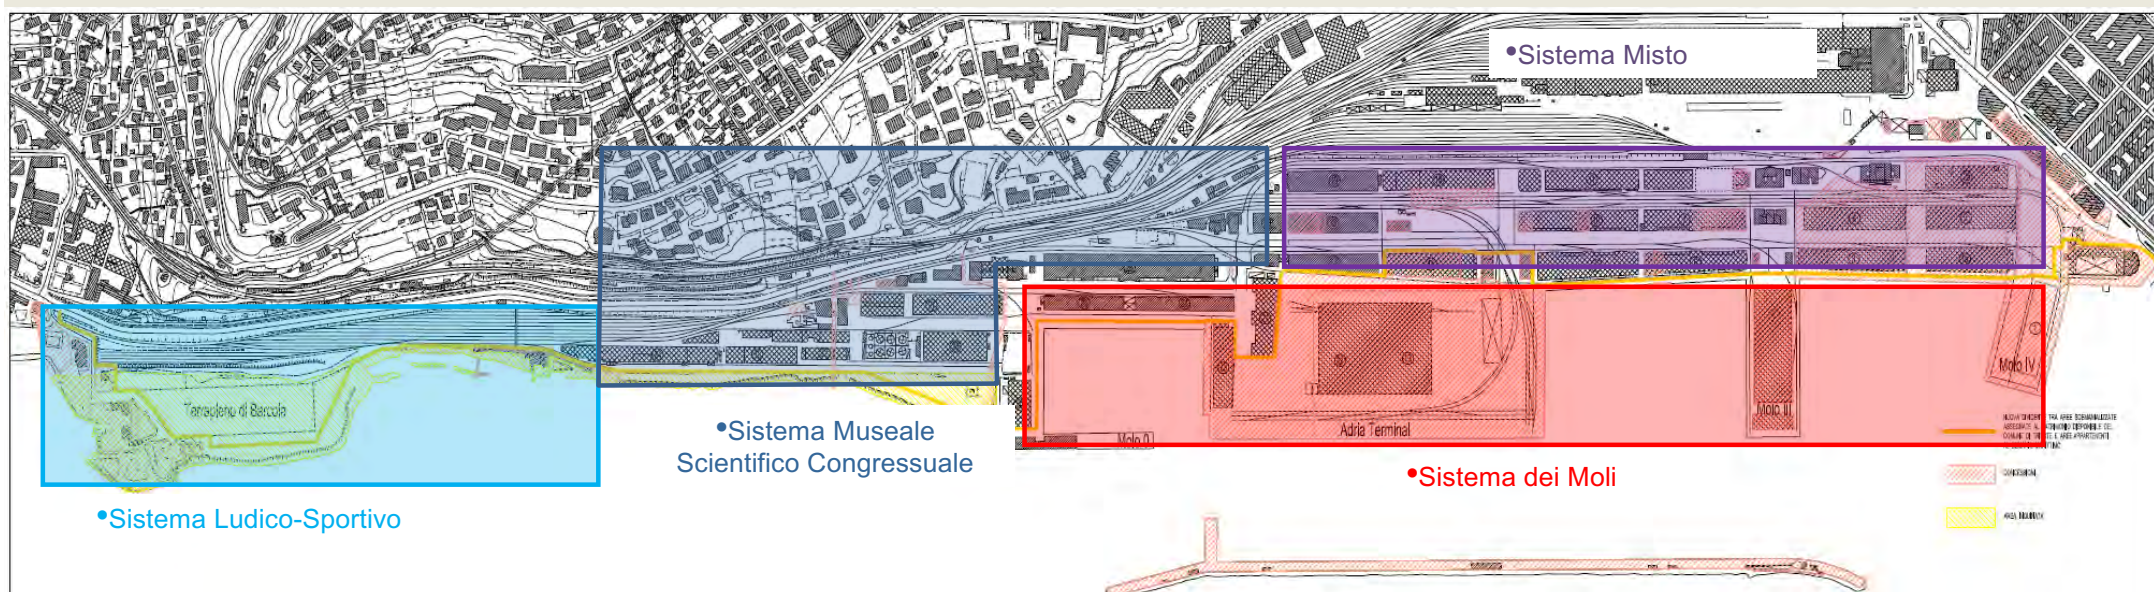 •Sistema Misto
Terrapieno di Barcola
•Sistema Museale
Scientifico Congressuale
•Sistema Ludico-Sportivo
Molo 0
Adria Terminal
Molo III
Molo IV
•Sistema dei Moli
CONCESSIONI